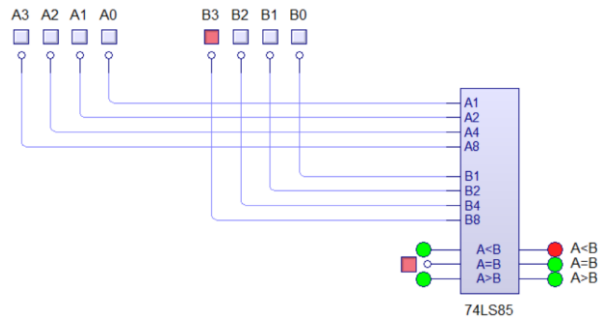 A3 A2 A1 A0 B3 B2 B1 B0
A1
A2
A4
A8
B1
B2
B4
B8
A<B A<B
A=B A=B
A>B A>B
74LS85